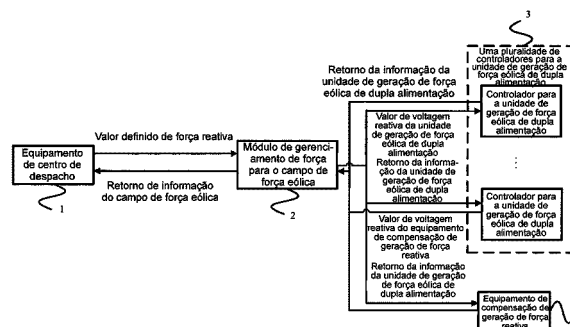 3
Uma pluralidade de
controladores para a
unidade de geração de
força eólica de dupla
alimentação
Retorno da informação da
unidade de geração de força
eólica de dupla alimentação
Controlador para
a unidade de
geração de força
eólica de dupla
alimentação
Valor definido de força reativa
Equipamento
de centro de
despacho
1
Retorno de informação
do campo de força eólica
Módulo de gerenci-
amento de força
para o campo de
força eólica
2
Valor de voltagem
reativa da unidade
de geração de força
eólica de dupla
alimentação
Retorno da informa-
ção da unidade de
geração de força
eólica de dupla
alimentação
Controlador para
a unidade de
geração de força
eólica de dupla
alimentação
Valor de voltagem
reativa do equipamento
de compensação de
geração de força
reativa
Retorno da informação
da unidade de geração
de força eólica de
dupla alimentação
Equipamento de
compensação de
geração de força
reativa